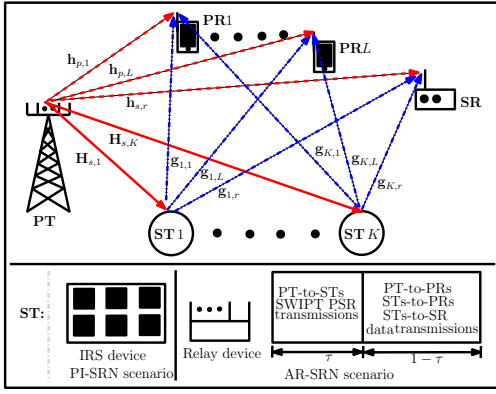 PR1
PRL
h_{p,1}
h_{p,L}
h_{s,r}
SR
H_{s,K}
H_{s,1}
g_{1,1}
g_{1,L}
g_{1,r}
g_{K,1}
g_{K,L}
g_{K,r}
PT
ST 1
ST K
ST:
PT-to-STs
SWIPT PSR
transmissions
PT-to-PRs
STs-to-PRs
STs-to-SR
data transmissions
IRS device
Relay device
τ
1 − τ
PI-SRN scenario
AR-SRN scenario